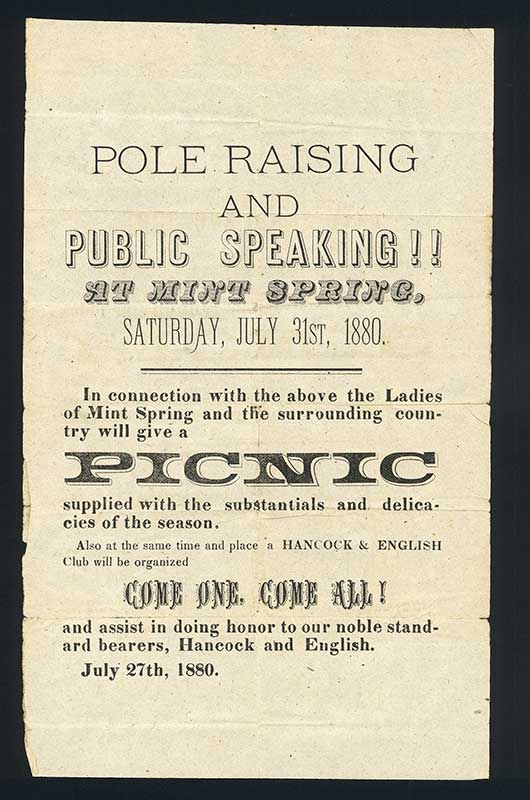 POLE RAISING
AND
PUBLIC SPEAKING!!
AT MINT SPRING,
SATURDAY, JULY 31ST, 1880.
In connection with the above the Ladies
of Mint Spring and the surrounding coun-
try will give a
PICNIC
supplied with the substantials and delica-
cies of the season.
Also at the same time and place a HANCOCK & ENGLISH
Club will be organized
COME ONE, COME ALL!
and assist in doing honor to our noble stand-
ard bearers, Hancock and English.
July 27th, 1880.